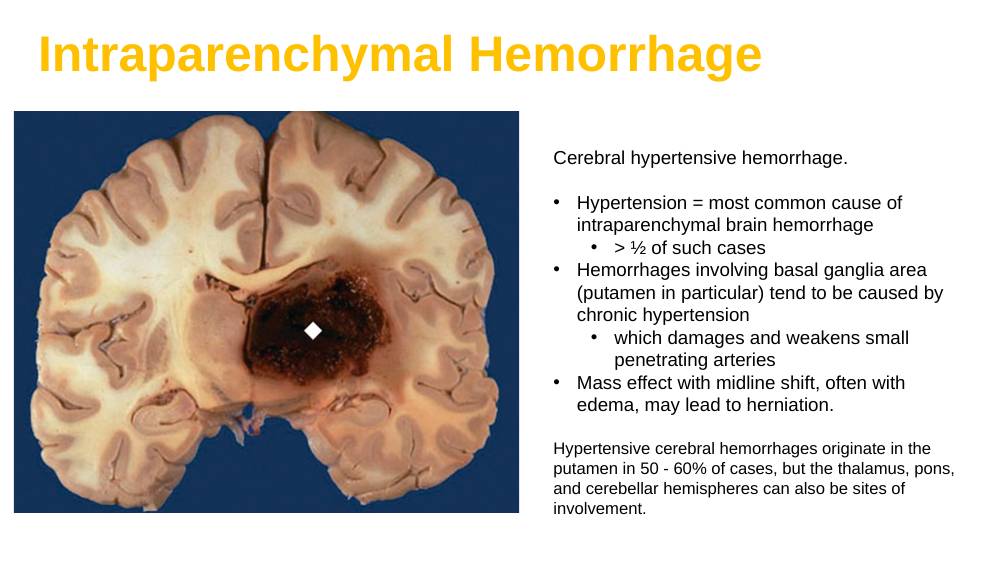 Intraparenchymal Hemorrhage
Cerebral hypertensive hemorrhage.
• Hypertension = most common cause of
intraparenchymal brain hemorrhage
• > ½ of such cases
• Hemorrhages involving basal ganglia area
(putamen in particular) tend to be caused by
chronic hypertension
• which damages and weakens small
penetrating arteries
• Mass effect with midline shift, often with
edema, may lead to herniation.
Hypertensive cerebral hemorrhages originate in the
putamen in 50 - 60% of cases, but the thalamus, pons,
and cerebellar hemispheres can also be sites of
involvement.